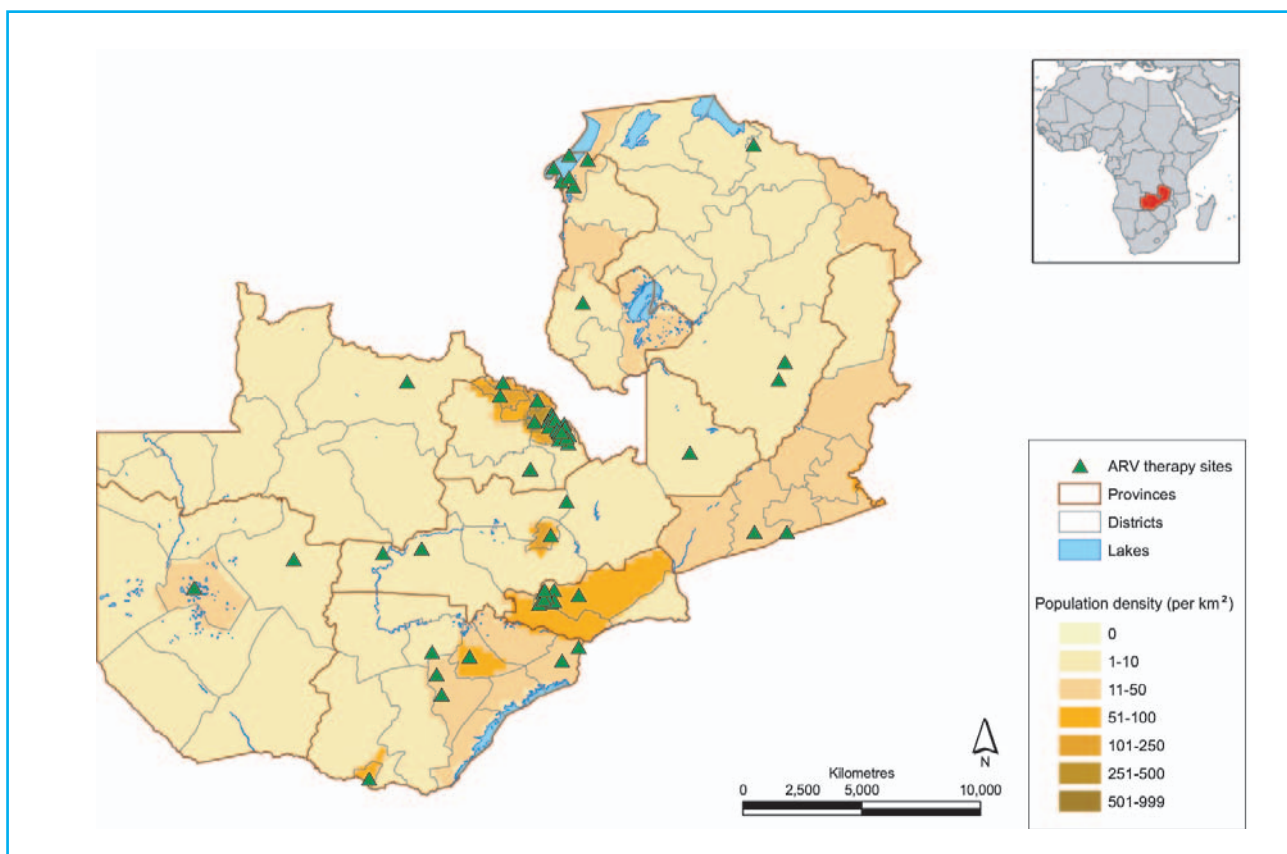 ARV therapy sites
Provinces
Districts
Lakes
Population density (per km²)
0
1-10
11-50
51-100
101-250
251-500
501-999
N
Kilometres
0 2,500 5,000 10,000